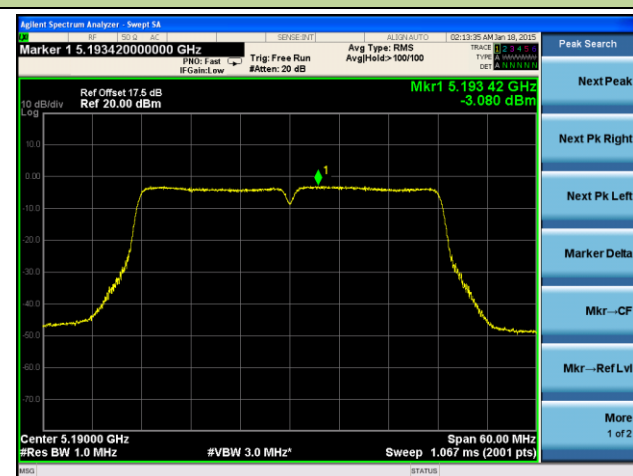 Agilent Spectrum Analyzer - Swept SA
RF 50 Ω AC SENSE:INT ALIGN AUTO 02:13:35 AM Jan 18, 2015
Marker 1 5.193420000000 GHz
PNO: Fast
IFGain:Low
Trig: Free Run
#Atten: 20 dB
Avg Type: RMS
Avg|Hold:> 100/100
TRACE 1 2 3 4 5 6
TYPE A
DET A N N N N N
Peak Search
Ref Offset 17.5 dB
Ref 20.00 dBm
10 dB/div
Log
Mkr1 5.193 42 GHz
-3.080 dBm
10.0
0.00
-10.0
-20.0
-30.0
-40.0
-50.0
-60.0
-70.0
1
Center 5.19000 GHz
#Res BW 1.0 MHz
#VBW 3.0 MHz*
Span 60.00 MHz
Sweep 1.067 ms (2001 pts)
MSG
STATUS
Next Peak
Next Pk Right
Next Pk Left
Marker Delta
Mkr→CF
Mkr→Ref Lvl
More
1 of 2